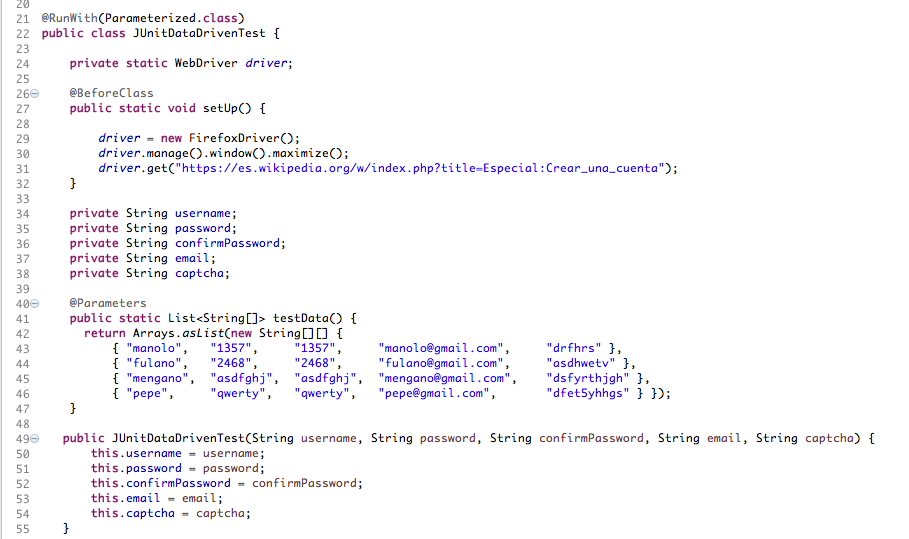 20
21 @RunWith(Parameterized.class)
22 public class JUnitDataDrivenTest {
23
24     private static WebDriver driver;
25
26     @BeforeClass
27     public static void setUp() {
28
29         driver = new FirefoxDriver();
30         driver.manage().window().maximize();
31         driver.get("https://es.wikipedia.org/w/index.php?title=Especial:Crear_una_cuenta");
32     }
33
34     private String username;
35     private String password;
36     private String confirmPassword;
37     private String email;
38     private String captcha;
39
40     @Parameters
41     public static List<String[]> testData() {
42       return Arrays.asList(new String[][] {
43           { "manolo",   "1357",     "1357",     "manolo@gmail.com",     "drfhrs" },
44           { "fulano",   "2468",     "2468",     "fulano@gmail.com",     "asdhwetv" },
45           { "mengano",  "asdfghj",  "asdfghj",  "mengano@gmail.com",    "dsfyrthjgh" },
46           { "pepe",     "qwerty",   "qwerty",   "pepe@gmail.com",       "dfet5yhhgs" } });
47     }
48
49    public JUnitDataDrivenTest(String username, String password, String confirmPassword, String email, String captcha) {
50        this.username = username;
51        this.password = password;
52        this.confirmPassword = confirmPassword;
53        this.email = email;
54        this.captcha = captcha;
55    }